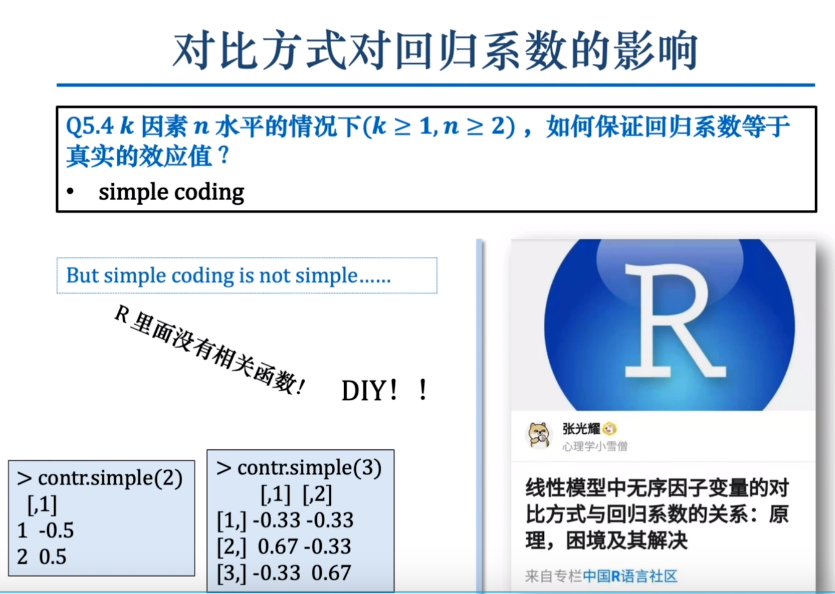 对比方式对回归系数的影响
Q5.4 k 因素 n 水平的情况下(k ≥ 1, n ≥ 2) ，如何保证回归系数等于
真实的效应值？
• simple coding
But simple coding is not simple……
R 里面没有相关函数!
DIY！！
> contr.simple(2)
[,1]
1 -0.5
2 0.5
> contr.simple(3)
[,1] [,2]
[1,] -0.33 -0.33
[2,] 0.67 -0.33
[3,] -0.33 0.67
R
张光耀
心理学小雪僧
线性模型中无序因子变量的对
比方式与回归系数的关系：原
理，困境及其解决
来自专栏中国R语言社区